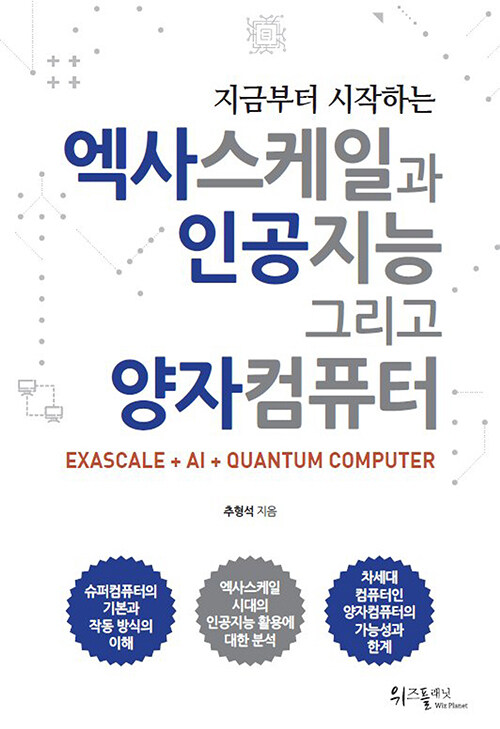 지금부터 시작하는
엑사스케일과
인공지능
그리고
양자컴퓨터
EXASCALE + AI + QUANTUM COMPUTER
추형석 지음
슈퍼컴퓨터의
기본과
작동 방식의
이해
엑사스케일
시대의
인공지능 활용에
대한 분석
차세대
컴퓨터인
양자컴퓨터의
가능성과
한계
위즈플래닛
Wiz Planet